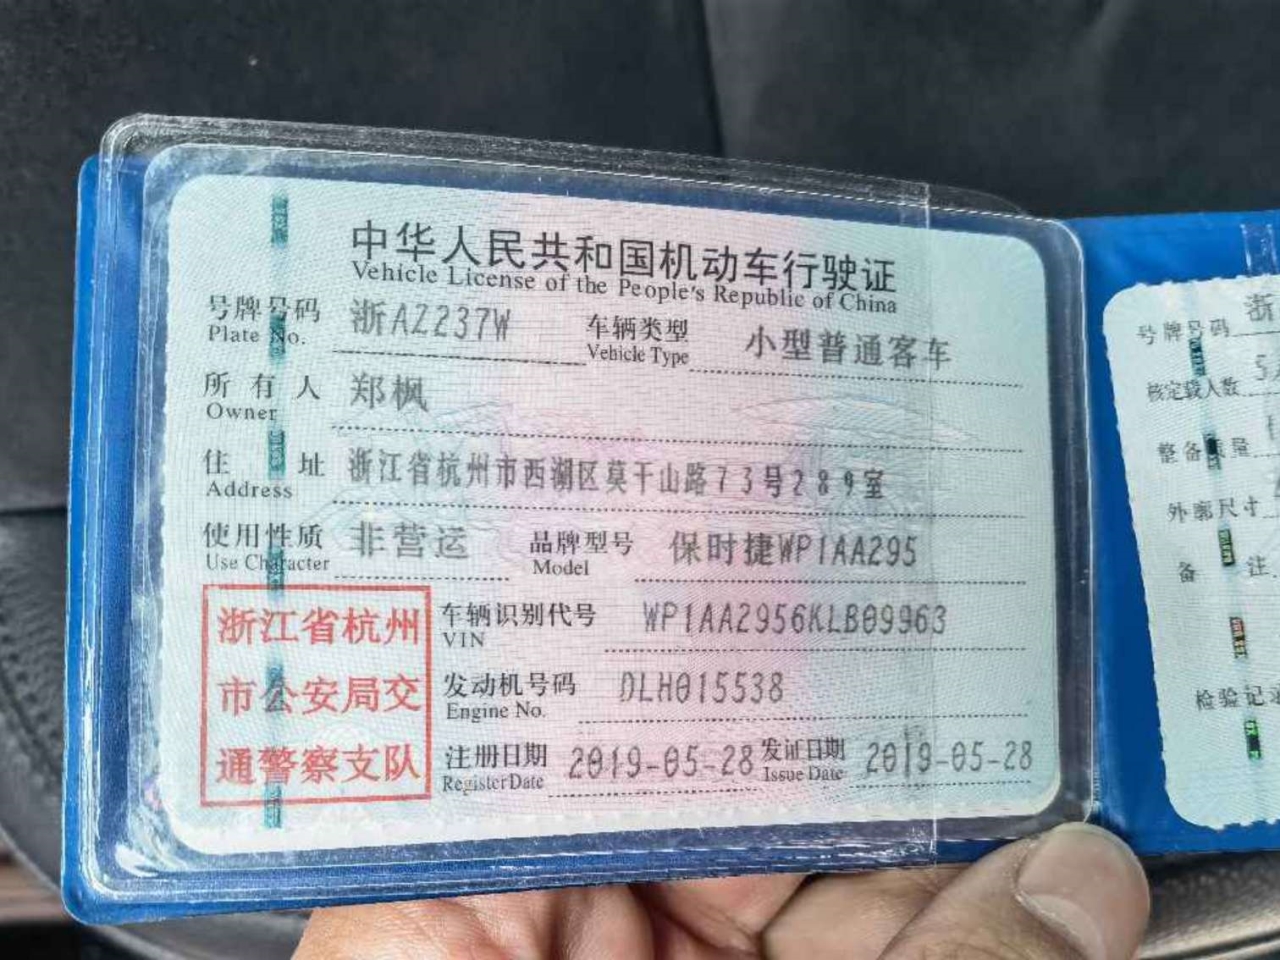 中华人民共和国机动车行驶证
Vehicle License of the People's Republic of China
号牌号码 浙AZ237W 车辆类型 小型普通客车
Plate No. Vehicle Type
所有人 郑枫
Owner
住址 浙江省杭州市西湖区莫干山路73号289室
Address
使用性质 非营运 品牌型号 保时捷WP1AA295
Use Character Model
浙江省杭州
市公安局交
通警察支队
车辆识别代号 WP1AA2956KLB09963
VIN
发动机号码 DLH015538
Engine No.
注册日期 2019-05-28 发证日期 2019-05-28
Register Date Issue Date
号牌号码 浙
核定载人数 5
整备质量
外廓尺寸
备注
检验记录